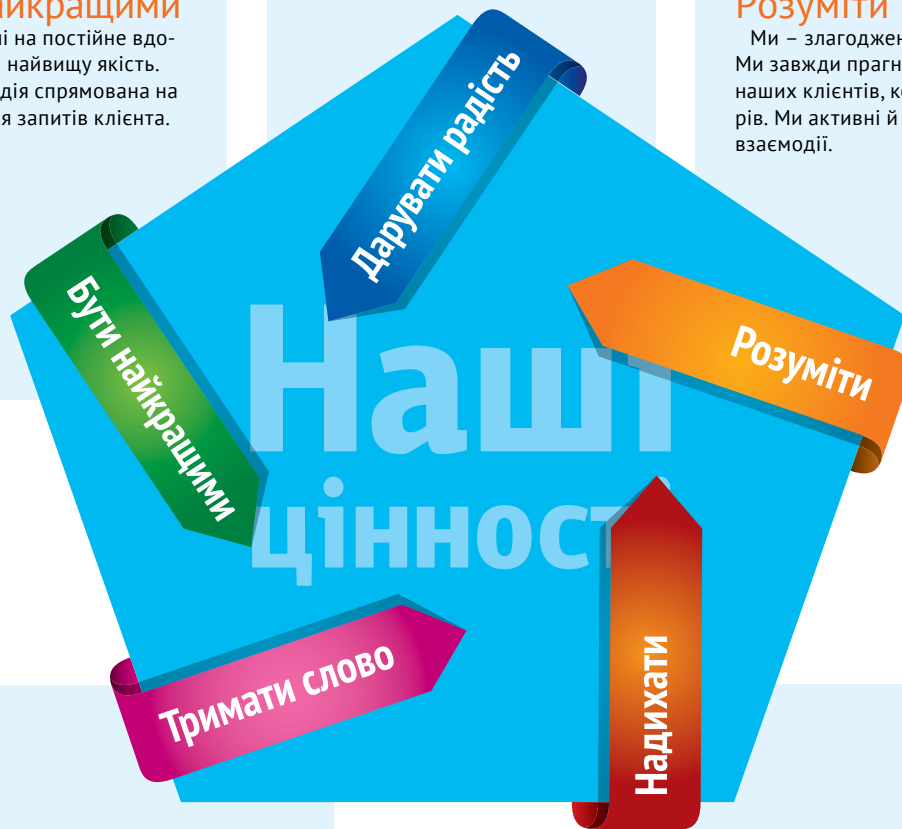 йкращими
на постійне вдо-
найвищу якість.
дія спрямована на
я запитів клієнта.
Розуміти
Ми – злагоджен
Ми завжди прагн
наших клієнтів, к
рів. Ми активні й
взаємодії.
Дарувати радість
Бути найкращими
Розуміти
Наші
цінності
Тримати слово
Надихати